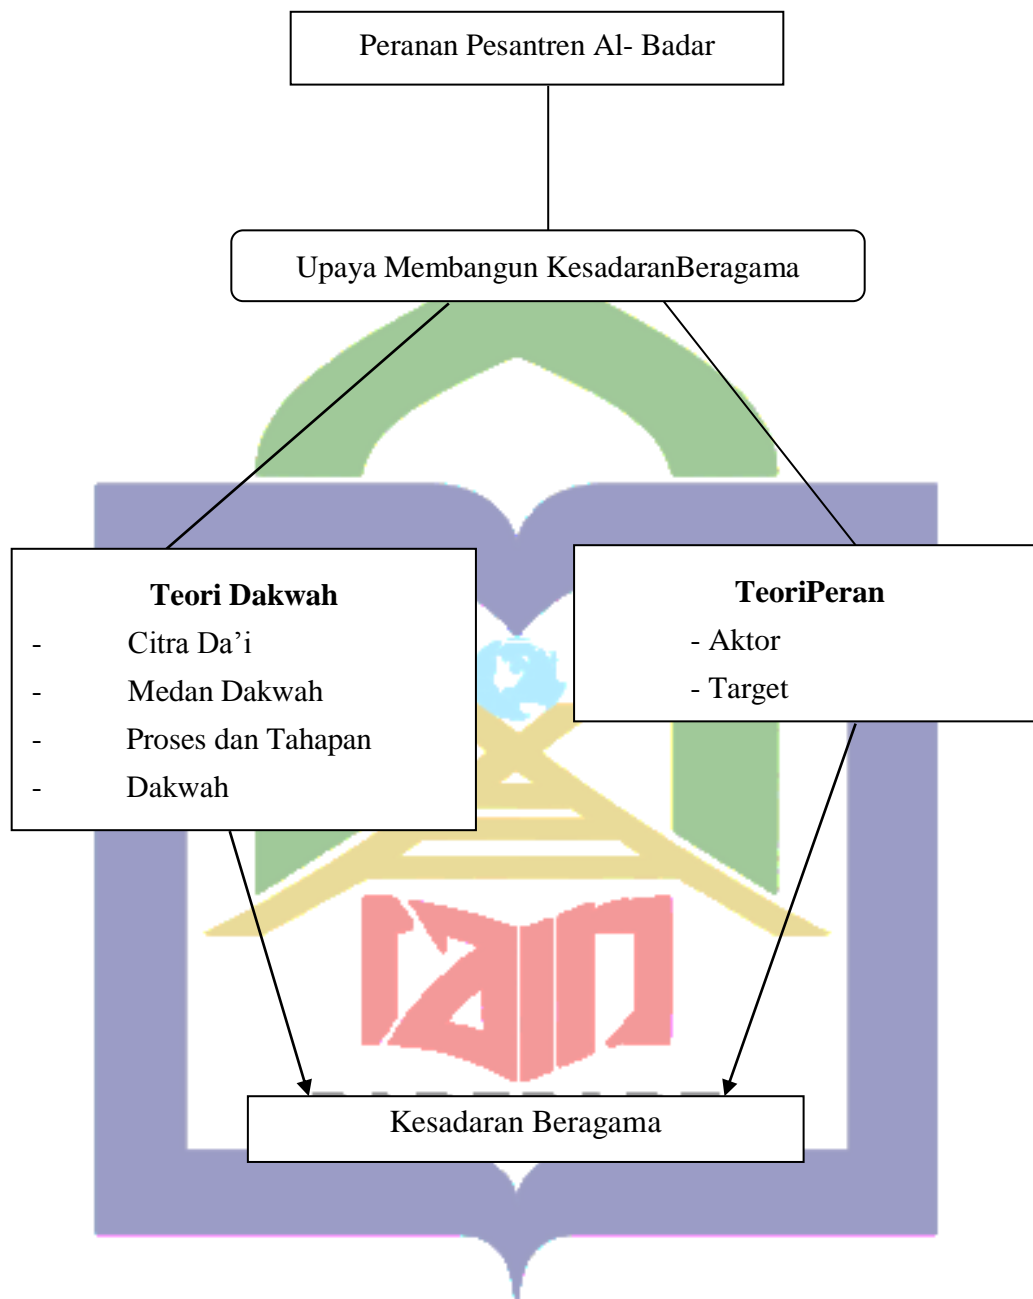 Peranan Pesantren Al- Badar
Upaya Membangun KesadaranBeragama
Teori Dakwah
- Citra Da’i
- Medan Dakwah
- Proses dan Tahapan
- Dakwah
TeoriPeran
- Aktor
- Target
iain
Kesadaran Beragama